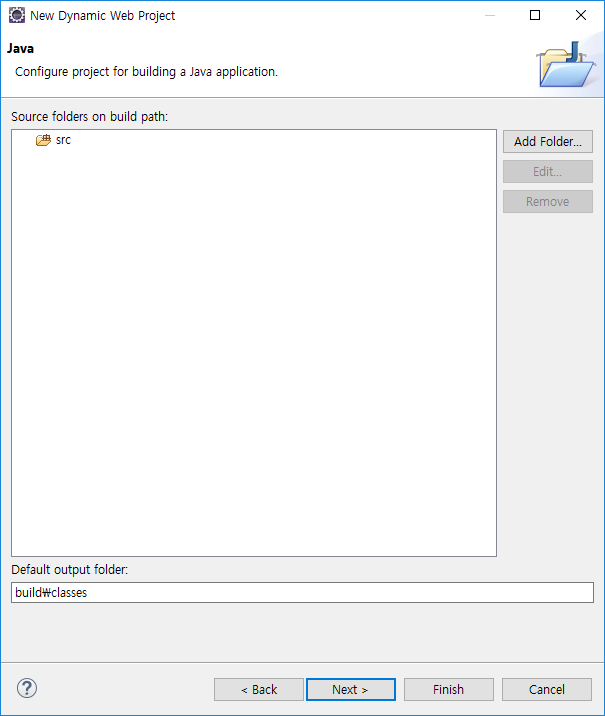 New Dynamic Web Project
Java
Configure project for building a Java application.
Source folders on build path:
src
Add Folder...
Edit...
Remove
Default output folder:
build₩classes
< Back
Next >
Finish
Cancel